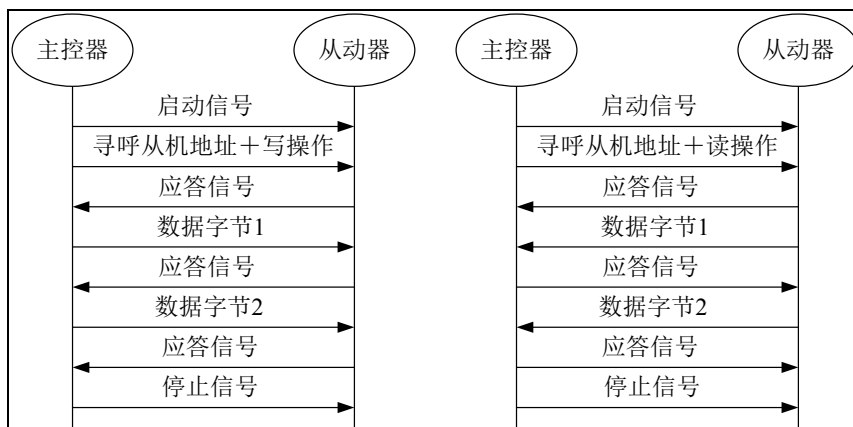 主控器 从动器 主控器 从动器
启动信号 启动信号
寻呼从机地址＋写操作 寻呼从机地址＋读操作
应答信号 应答信号
数据字节1 数据字节1
应答信号 应答信号
数据字节2 数据字节2
应答信号 应答信号
停止信号 停止信号